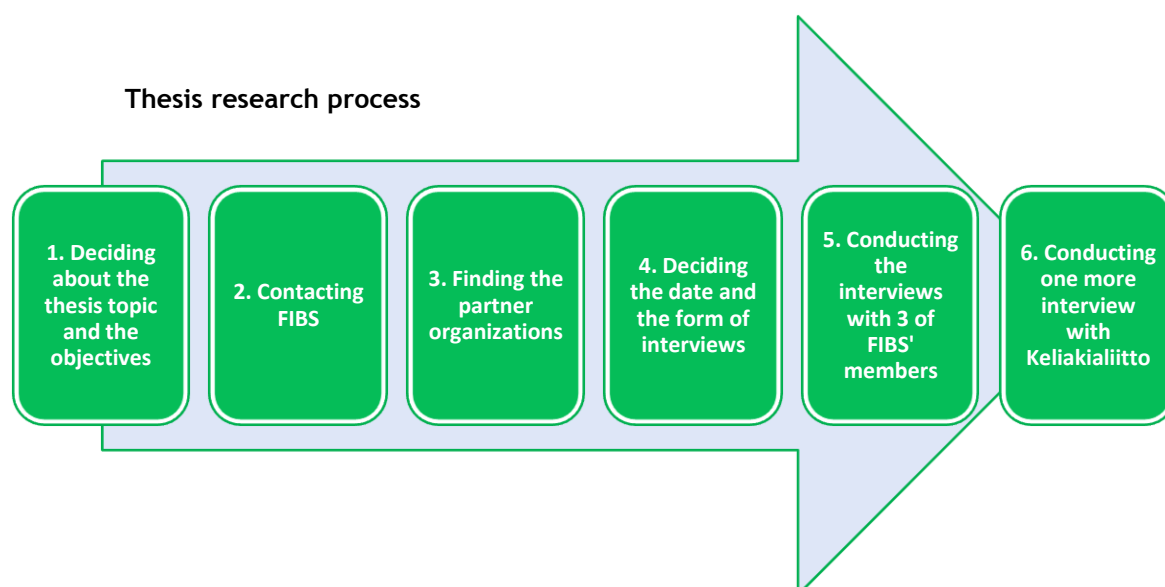 Thesis research process
1. Deciding
about the
thesis topic
and the
objectives
2. Contacting
FIBS
3. Finding the
partner
organizations
4. Deciding
the date and
the form of
interviews
5. Conducting
the
interviews
with 3 of
FIBS'
members
6. Conducting
one more
interview
with
Keliakialiitto